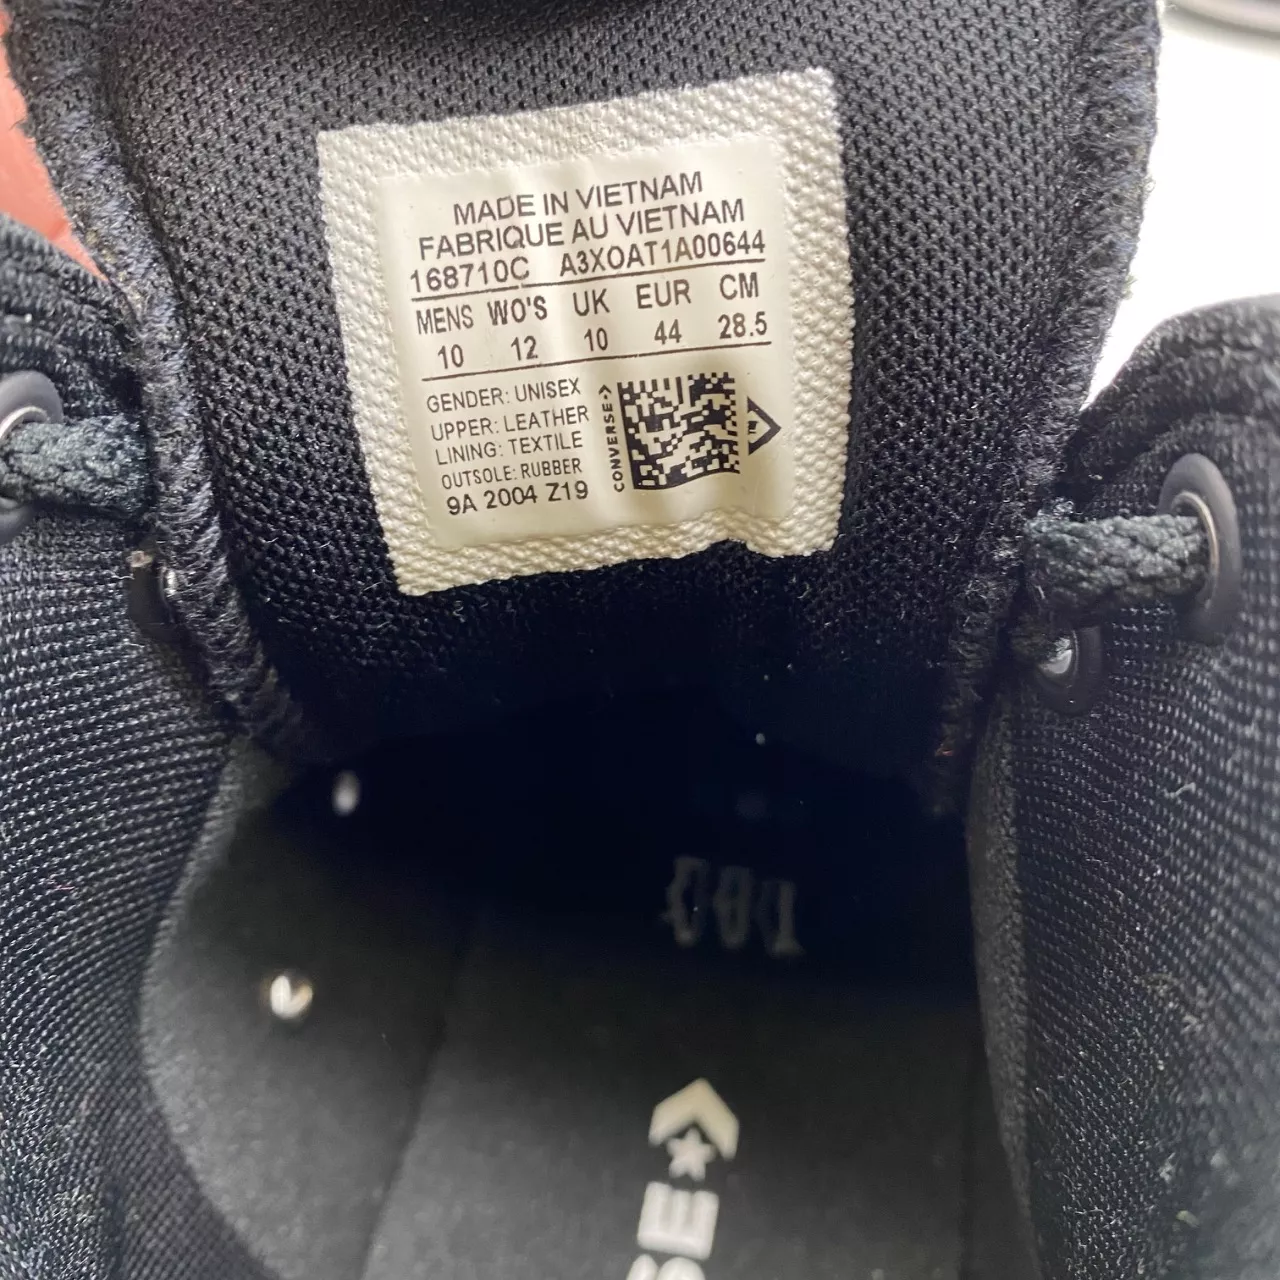 MADE IN VIETNAM
FABRIQUE AU VIETNAM
168710C A3XOAT1A00644
MENS WO'S UK EUR CM
10 12 10 44 28.5
GENDER: UNISEX
UPPER: LEATHER
LINING: TEXTILE
OUTSOLE: RUBBER
9A 2004 Z19
CONVERSE